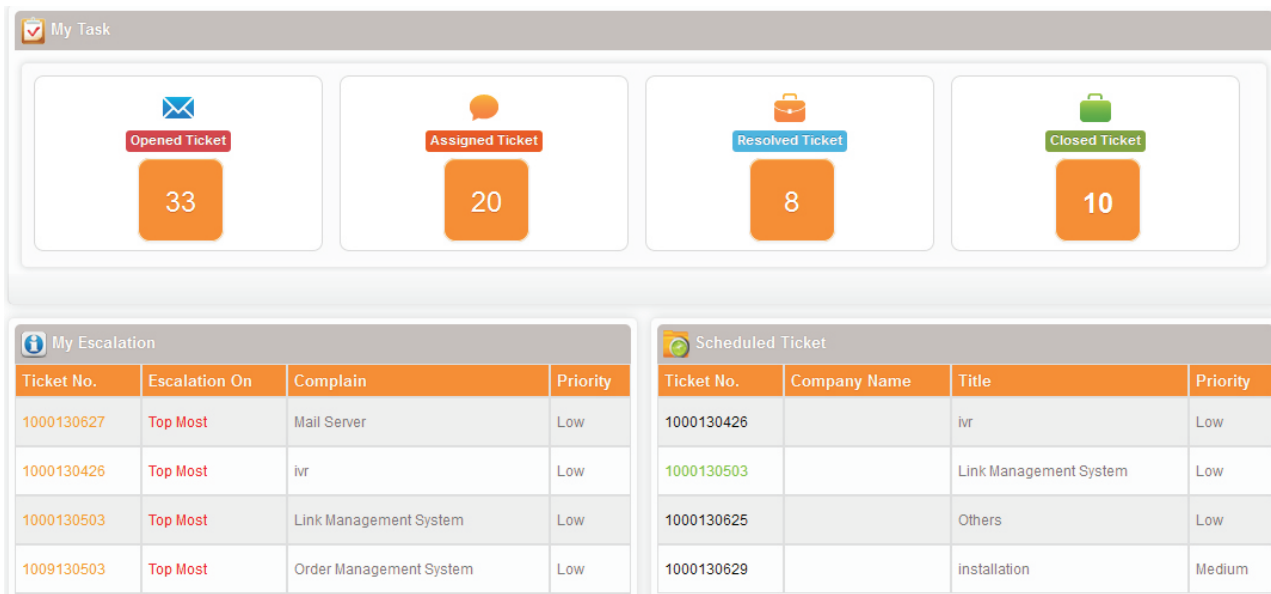 My Task
Opened Ticket
Assigned Ticket
Resolved Ticket
Closed Ticket
33
20
8
10
My Escalation
Ticket No. Escalation On Complain Priority
1000130627 Top Most Mail Server Low
1000130426 Top Most ivr Low
1000130503 Top Most Link Management System Low
1009130503 Top Most Order Management System Low
Scheduled Ticket
Ticket No. Company Name Title Priority
1000130426 ivr Low
1000130503 Link Management System Low
1000130625 Others Low
1000130629 installation Medium